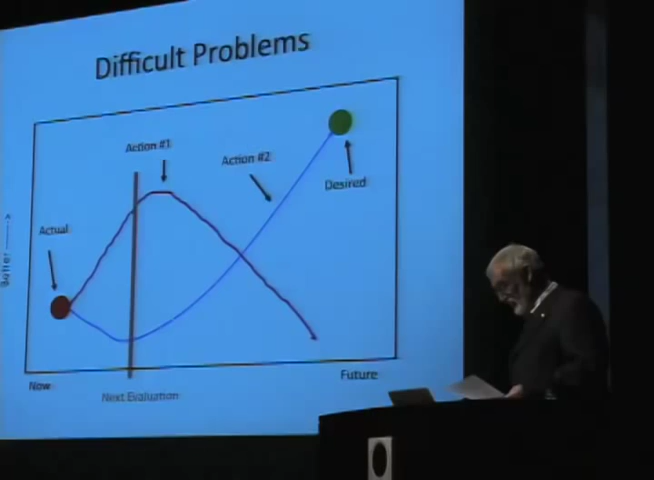 Difficult Problems
Action #1
Action #2
Desired
Actual
Better
Now
Future
Next Evaluation